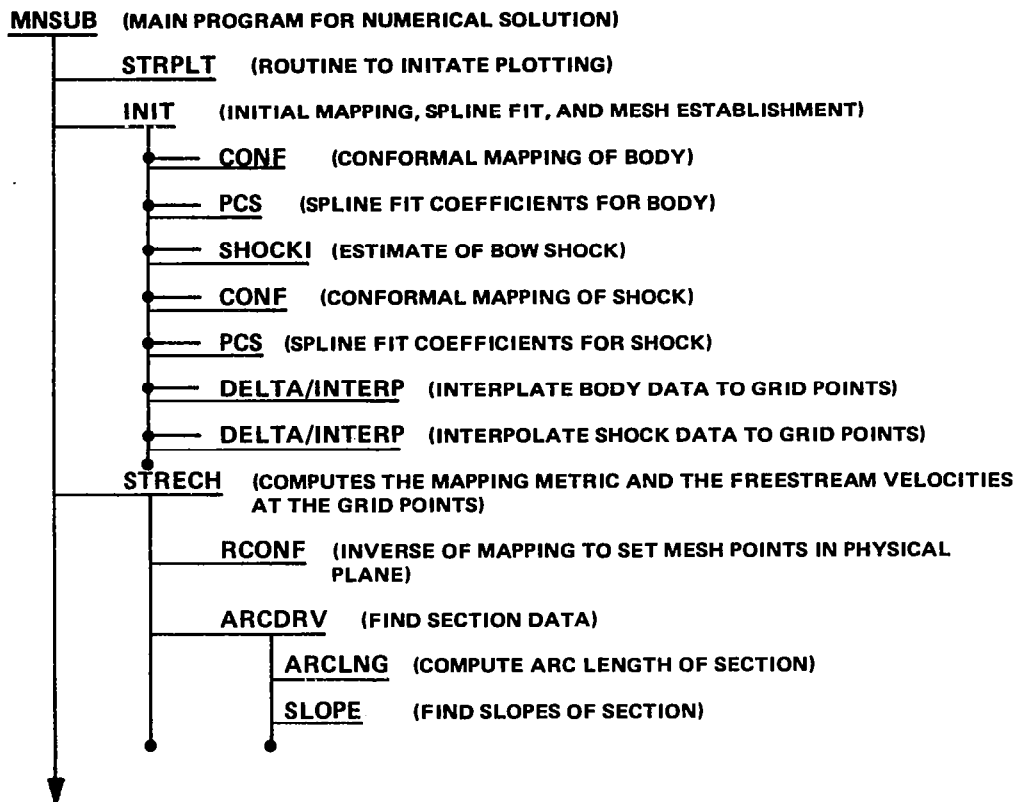 MNSUB (MAIN PROGRAM FOR NUMERICAL SOLUTION)
STRPLT (ROUTINE TO INITATE PLOTTING)
INIT (INITIAL MAPPING, SPLINE FIT, AND MESH ESTABLISHMENT)
CONF (CONFORMAL MAPPING OF BODY)
PCS (SPLINE FIT COEFFICIENTS FOR BODY)
SHOCKI (ESTIMATE OF BOW SHOCK)
CONF (CONFORMAL MAPPING OF SHOCK)
PCS (SPLINE FIT COEFFICIENTS FOR SHOCK)
DELTA/INTERP (INTERPLATE BODY DATA TO GRID POINTS)
DELTA/INTERP (INTERPOLATE SHOCK DATA TO GRID POINTS)
STRECH (COMPUTES THE MAPPING METRIC AND THE FREESTREAM VELOCITIES
AT THE GRID POINTS)
RCONF (INVERSE OF MAPPING TO SET MESH POINTS IN PHYSICAL
PLANE)
ARCDRV (FIND SECTION DATA)
ARCLNG (COMPUTE ARC LENGTH OF SECTION)
SLOPE (FIND SLOPES OF SECTION)